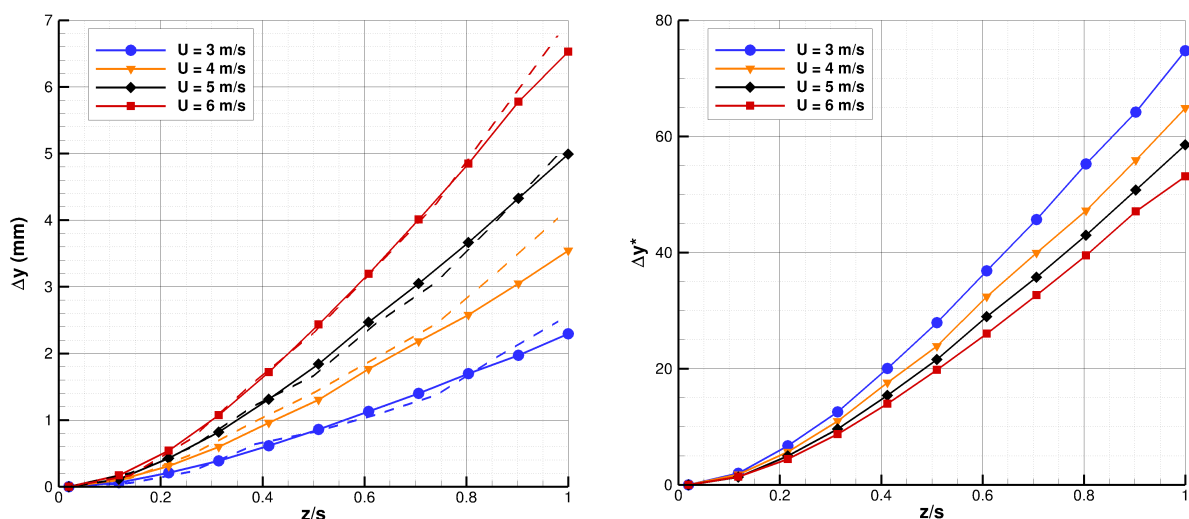 7
6
5
4
3
2
1
0
Δy (mm)
U = 3 m/s
U = 4 m/s
U = 5 m/s
U = 6 m/s
0 0.2 0.4 0.6 0.8 1
z/s
80
60
40
20
0
Δy*
U = 3 m/s
U = 4 m/s
U = 5 m/s
U = 6 m/s
0 0.2 0.4 0.6 0.8 1
z/s